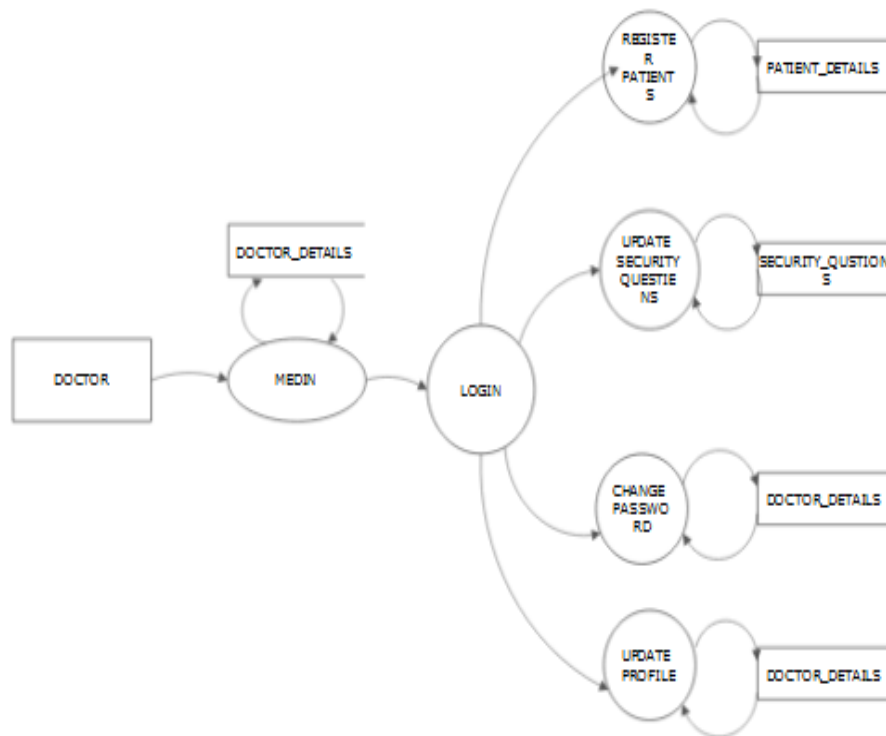 REGISTE
R
PATIENT
S
PATIENT_DETAILS
DOCTOR_DETAILS
UPDATE
SECURITY
QUESTIE
NS
SECURITY_QUSTION
S
DOCTOR
MEDIN
LOGIN
CHANGE
PASSWO
RD
DOCTOR_DETAILS
UPDATE
PROFILE
DOCTOR_DETAILS